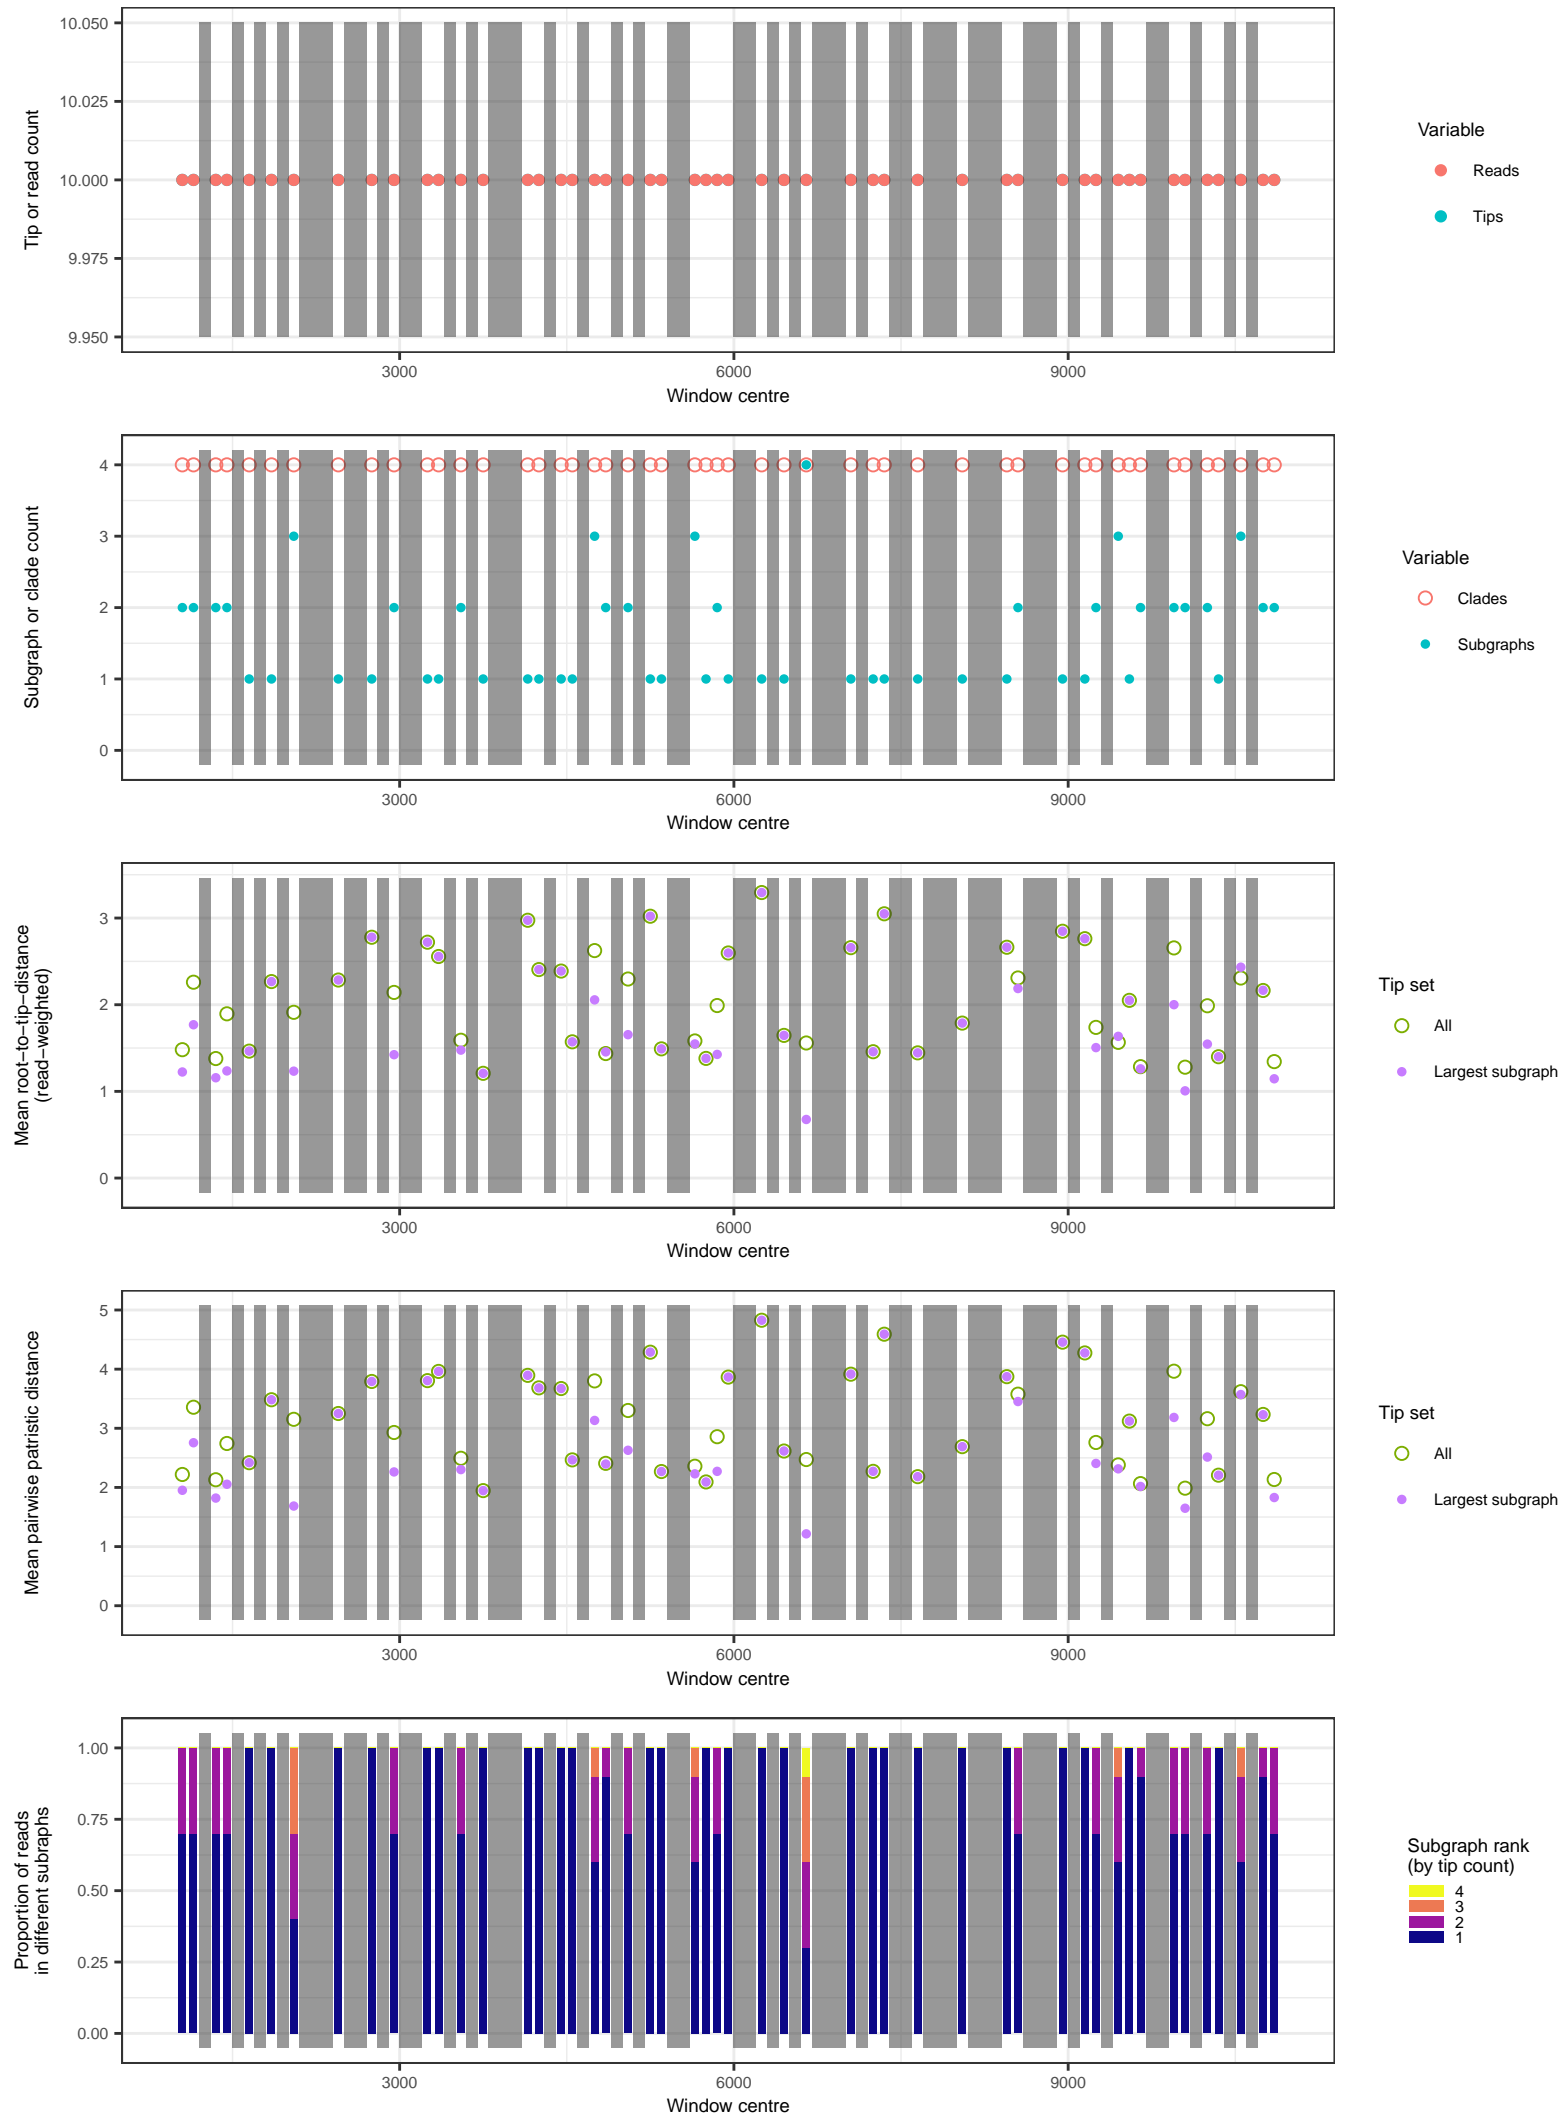 10.050
10.025
10.000
9.975
9.950
Tip or read count
3000
6000
9000
Window centre
Variable
Reads
Tips
4
3
2
1
0
Subgraph or clade count
3000
6000
9000
Window centre
Variable
Clades
Subgraphs
3
2
1
0
Mean root−to−tip−distance
(read−weighted)
3000
6000
9000
Window centre
Tip set
All
Largest subgraph
5
4
3
2
1
0
Mean pairwise patristic distance
3000
6000
9000
Window centre
Tip set
All
Largest subgraph
1.00
0.75
0.50
0.25
0.00
Proportion of reads
in different subraphs
3000
6000
9000
Window centre
Subgraph rank
(by tip count)
4
3
2
1